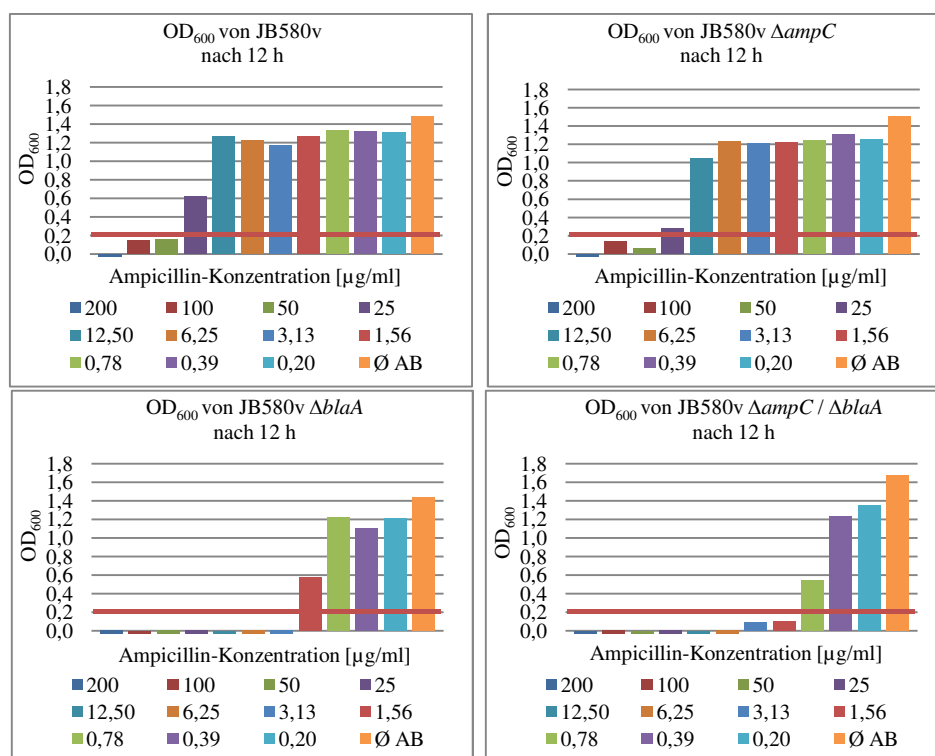 OD600 von JB580v
nach 12 h
1,8
1,6
1,4
1,2
1,0
0,8
0,6
0,4
0,2
0,0
OD600
Ampicillin-Konzentration [µg/ml]
200 100 50 25
12,50 6,25 3,13 1,56
0,78 0,39 0,20 Ø AB
OD600 von JB580v ΔampC
nach 12 h
1,8
1,6
1,4
1,2
1,0
0,8
0,6
0,4
0,2
0,0
OD600
Ampicillin-Konzentration [µg/ml]
200 100 50 25
12,50 6,25 3,13 1,56
0,78 0,39 0,20 Ø AB
OD600 von JB580v ΔblaA
nach 12 h
1,8
1,6
1,4
1,2
1,0
0,8
0,6
0,4
0,2
0,0
OD600
Ampicillin-Konzentration [µg/ml]
200 100 50 25
12,50 6,25 3,13 1,56
0,78 0,39 0,20 Ø AB
OD600 von JB580v ΔampC / ΔblaA
nach 12 h
1,8
1,6
1,4
1,2
1,0
0,8
0,6
0,4
0,2
0,0
OD600
Ampicillin-Konzentration [µg/ml]
200 100 50 25
12,50 6,25 3,13 1,56
0,78 0,39 0,20 Ø AB